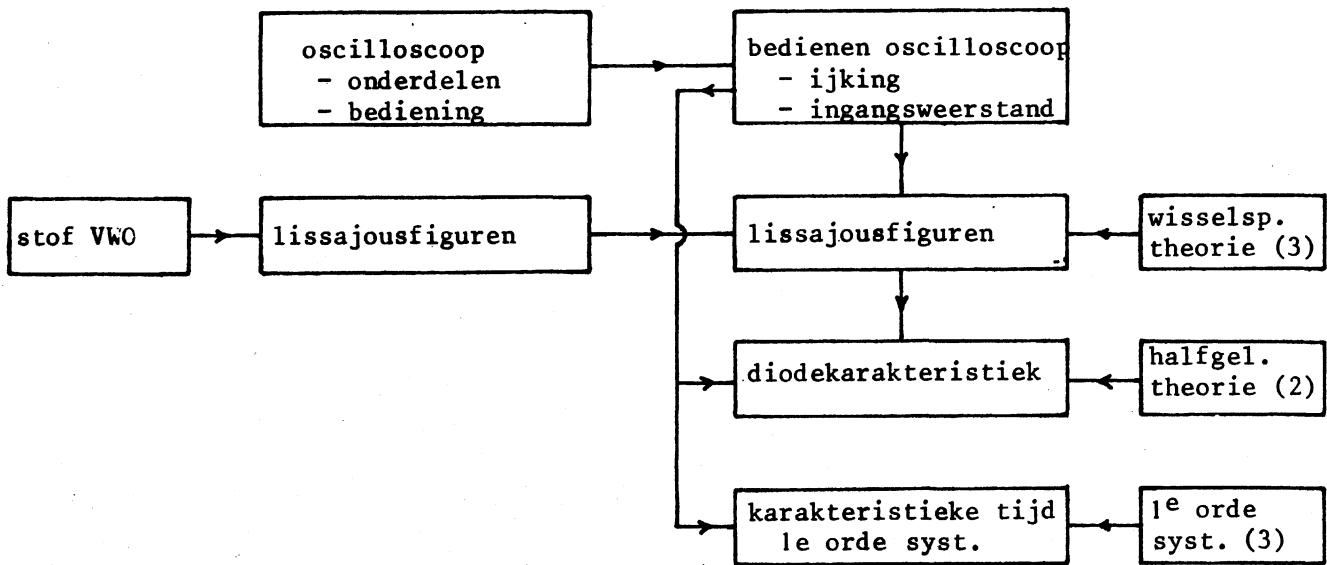 oscilloscoop
- onderdelen
- bediening
bedienen oscilloscoop
- ijking
- ingangsweerstand
stof VWO
lissajousfiguren
lissajousfiguren
wisselsp.
theorie (3)
diodekarakteristiek
halfgel.
theorie (2)
karakteristieke tijd
1e orde syst.
1e orde
syst. (3)